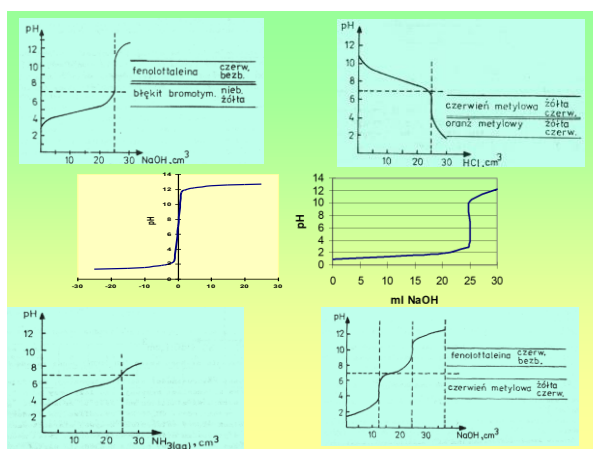 pH
12
10
8
6
4
2
10 20 30
NaOH, cm³
fenolottaleina czerw. bezb.
błękit bromotym. nieb. żółta
pH
12
10
8
6
4
2
10 20 30
HCl, cm³
czerwień metylowa żółta czerw.
oranż metylowy żółta czerw.
14
12
10
8
6
4
2
0
pH
-30 -20 -10 0 10 20 30
14
12
10
8
6
4
2
0
pH
0 5 10 15 20 25 30
ml NaOH
pH
12
10
8
6
4
2
10 20 30
NH₃(aq), cm³
pH
12
10
8
6
4
2
10 20 30
NaOH, cm³
fenolottaleina czerw. bezb.
czerwień metylowa żółta czerw.